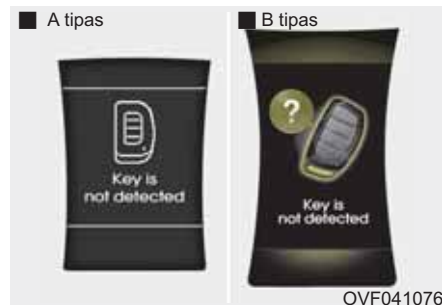 A tipas
B tipas
Key is
not detected
?
Key is
not detected
OVF041076